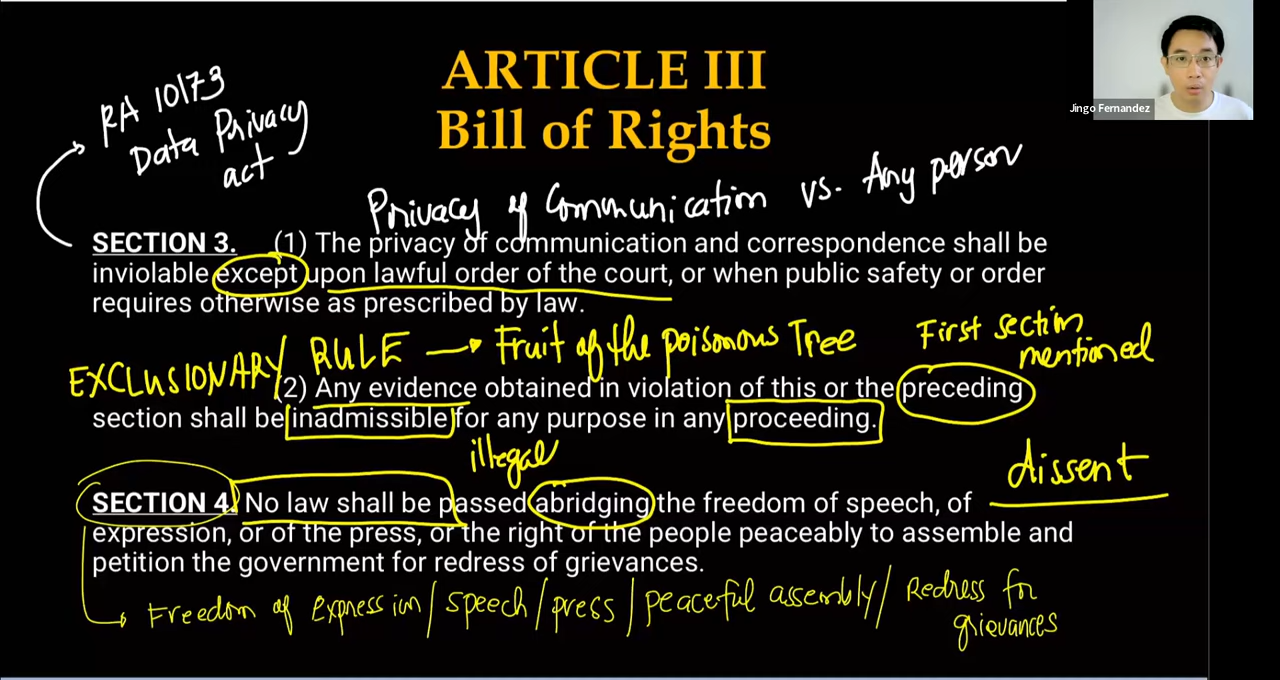 ARTICLE III
Bill of Rights
Jingo Fernandez
RA 10173
Data Privacy
act
Privacy of Communication vs. Any person
SECTION 3. (1) The privacy of communication and correspondence shall be
inviolable except upon lawful order of the court, or when public safety or order
requires otherwise as prescribed by law.
EXCLUSIONARY RULE → Fruit of the poisonous Tree
First section
mentioned
(2) Any evidence obtained in violation of this or the preceding
section shall be inadmissible for any purpose in any proceeding.
illegal
dissent
SECTION 4. No law shall be passed abridging the freedom of speech, of
expression, or of the press, or the right of the people peaceably to assemble and
petition the government for redress of grievances.
Freedom of expression/speech/press/peaceful assembly/Redress for
grievances